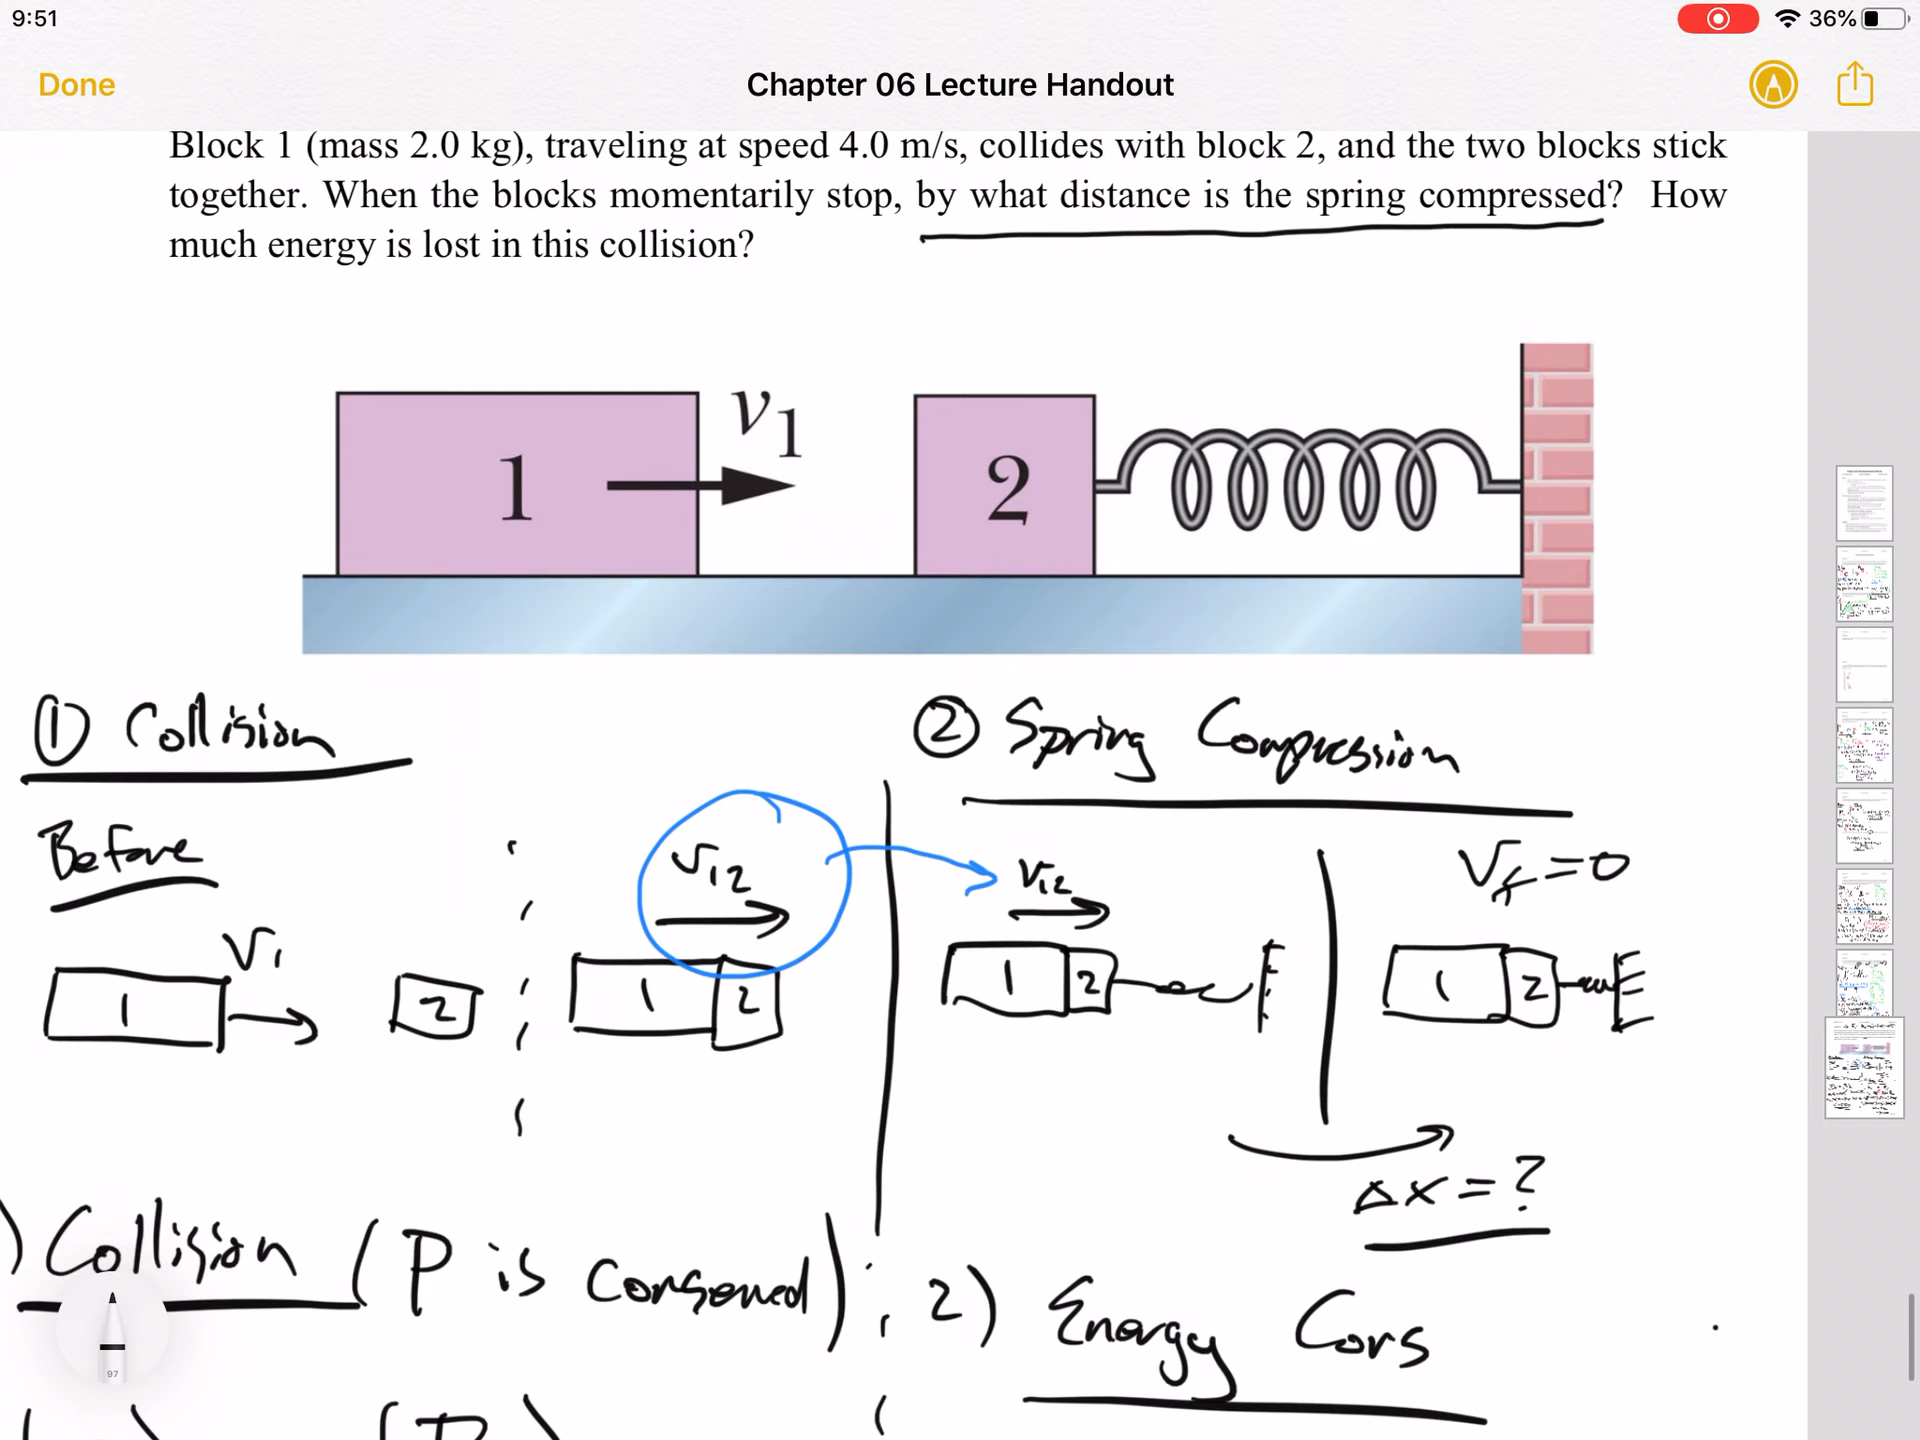 9:51
36%
Done
Chapter 06 Lecture Handout
Block 1 (mass 2.0 kg), traveling at speed 4.0 m/s, collides with block 2, and the two blocks stick
together. When the blocks momentarily stop, by what distance is the spring compressed? How
much energy is lost in this collision?
1
v1
2
① Collision
② Spring Compression
Before
V1
1
2
V12
1 2
V12
1 2
Vf = 0
1 2
Δx = ?
) Collision (P is Conserved)
2) Energy Cons
97